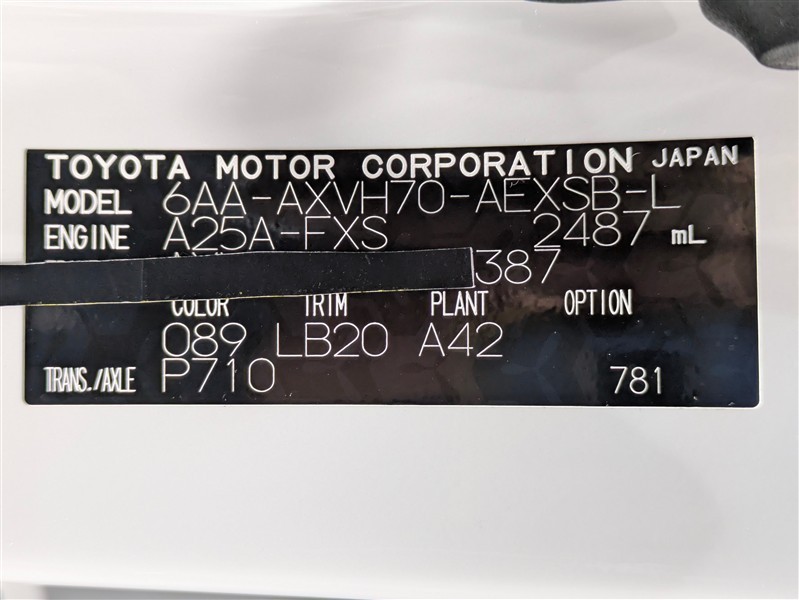 TOYOTA MOTOR CORPORATION JAPAN
MODEL 6AA-AXVH70-AEXSB-L
ENGINE A25A-FXS 2487 mL
387
COLOR TRIM PLANT OPTION
089 LB20 A42
TRANS./AXLE P710 781